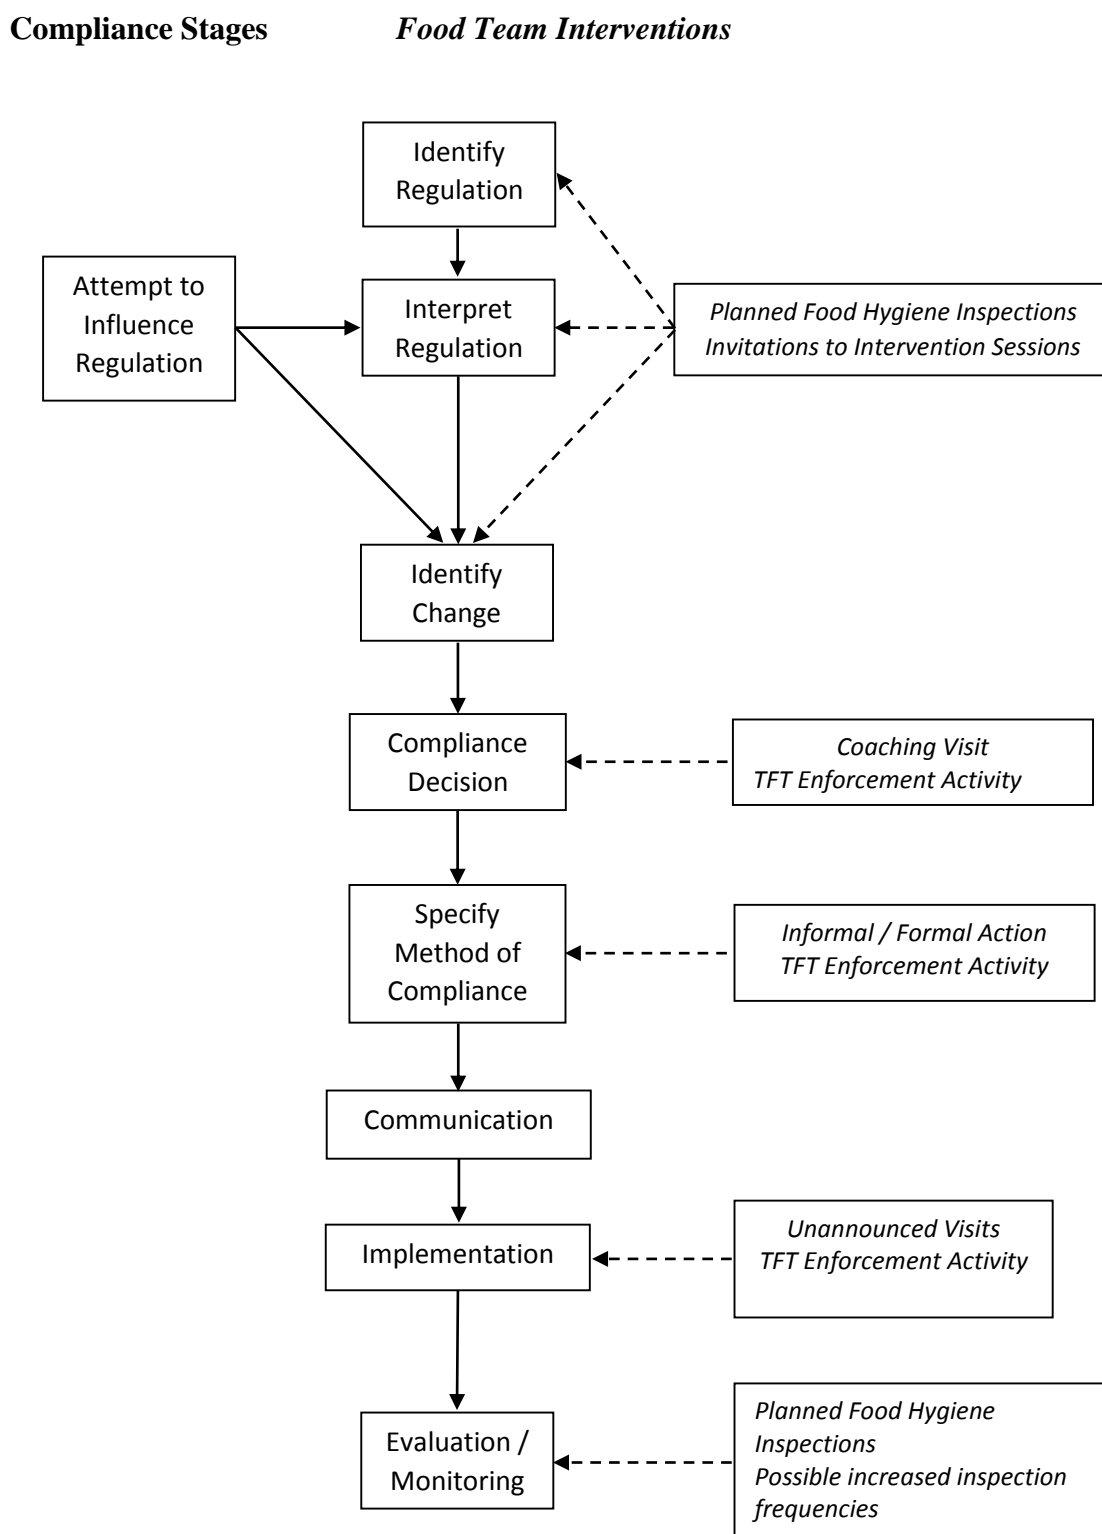 Compliance Stages Food Team Interventions
Identify
Regulation
Attempt to
Influence
Regulation
Interpret
Regulation
Planned Food Hygiene Inspections
Invitations to Intervention Sessions
Identify
Change
Compliance
Decision
Coaching Visit
TFT Enforcement Activity
Specify
Method of
Compliance
Informal / Formal Action
TFT Enforcement Activity
Communication
Implementation
Unannounced Visits
TFT Enforcement Activity
Evaluation /
Monitoring
Planned Food Hygiene
Inspections
Possible increased inspection
frequencies